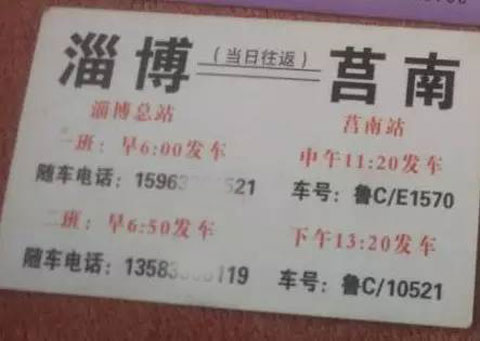 淄博 (当日往返) 莒南
淄博总站 莒南站
一班：早6:00发车 中午11:20发车
随车电话：15963 521 车号：鲁C/E1570
二班：早6:50发车 下午13:20发车
随车电话：13583 119 车号：鲁C/10521